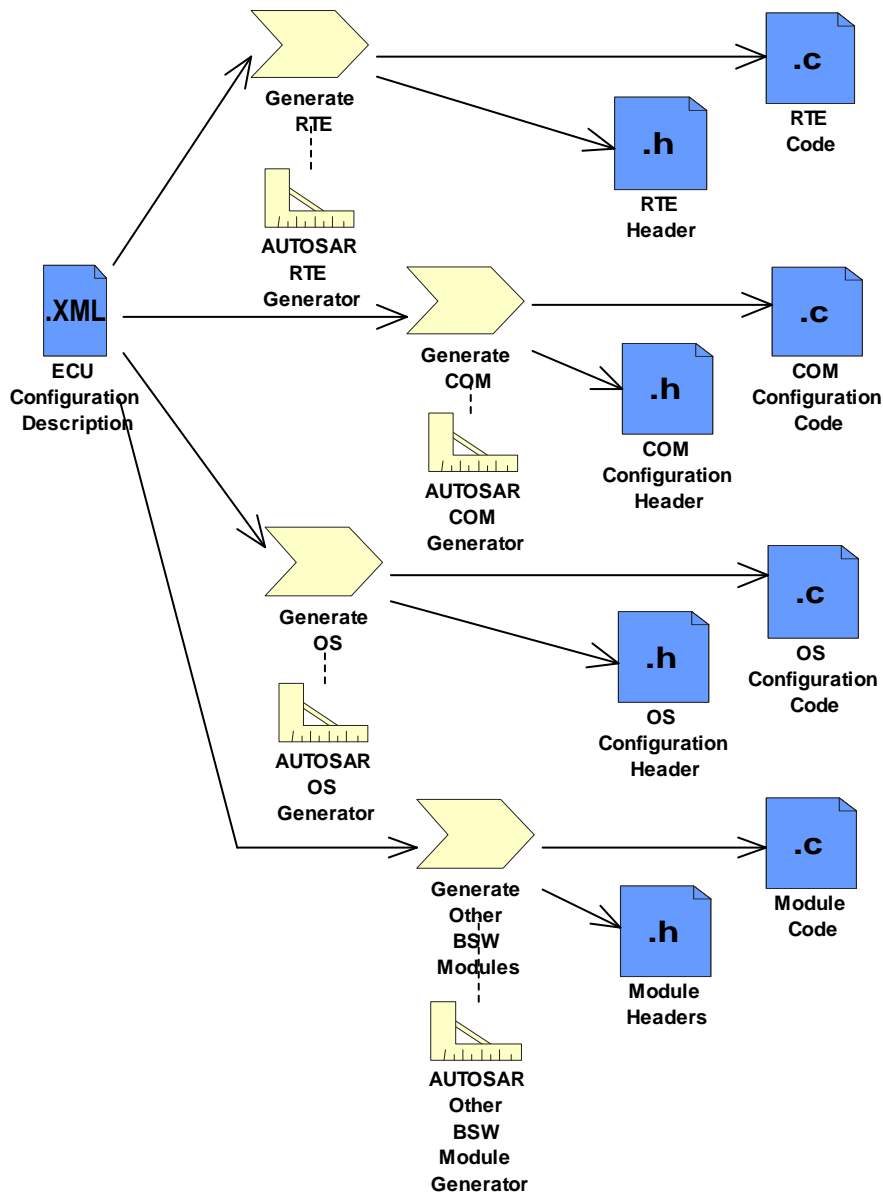 .c
Generate
RTE
RTE
Code
.h
RTE
Header
AUTOSAR
RTE
Generator
.XML
ECU
Configuration
Description
Generate
COM
.c
COM
Configuration
Code
.h
COM
Configuration
Header
AUTOSAR
COM
Generator
Generate
OS
.c
OS
Configuration
Code
.h
OS
Configuration
Header
AUTOSAR
OS
Generator
Generate
Other
BSW
Modules
.c
Module
Code
.h
Module
Headers
AUTOSAR
Other
BSW
Module
Generator